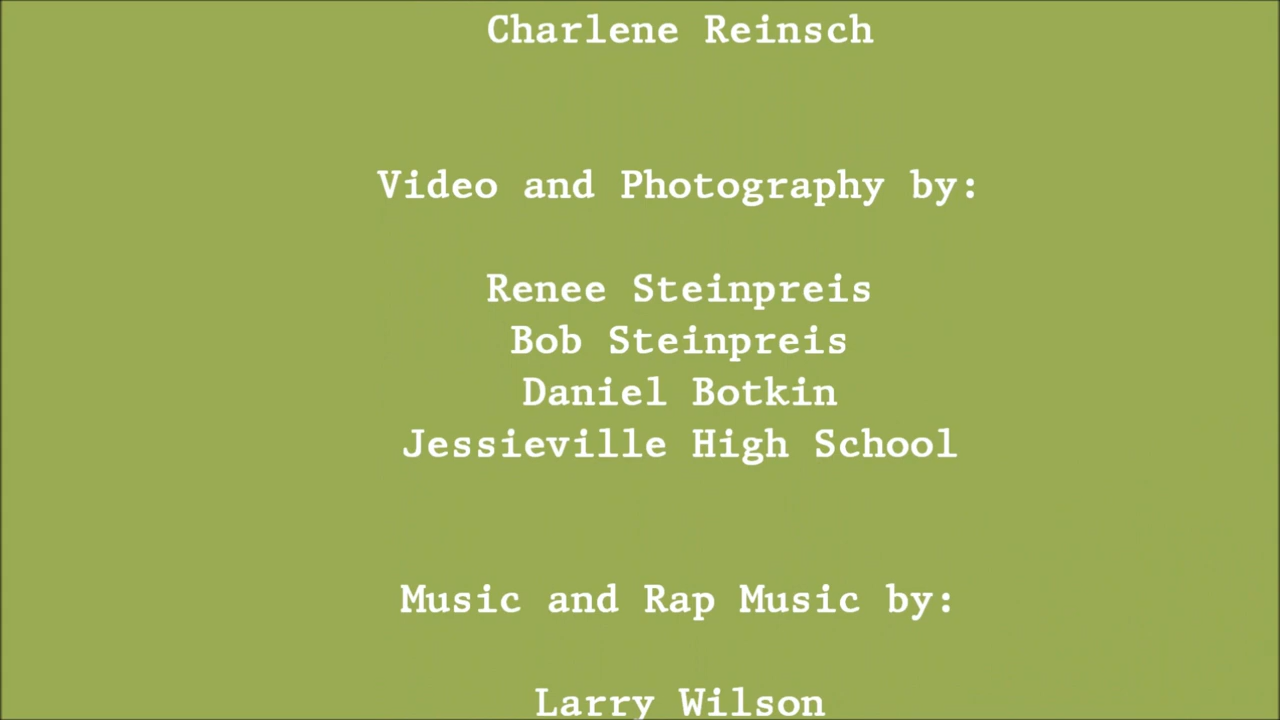 Charlene Reinsch
Video and Photography by:
Renee Steinpreis
Bob Steinpreis
Daniel Botkin
Jessieville High School
Music and Rap Music by:
Larry Wilson